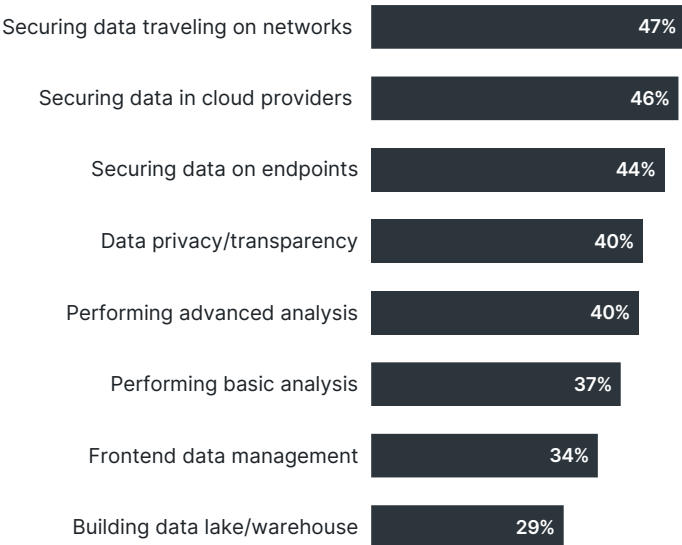 Securing data traveling on networks 47%
Securing data in cloud providers 46%
Securing data on endpoints 44%
Data privacy/transparency 40%
Performing advanced analysis 40%
Performing basic analysis 37%
Frontend data management 34%
Building data lake/warehouse 29%